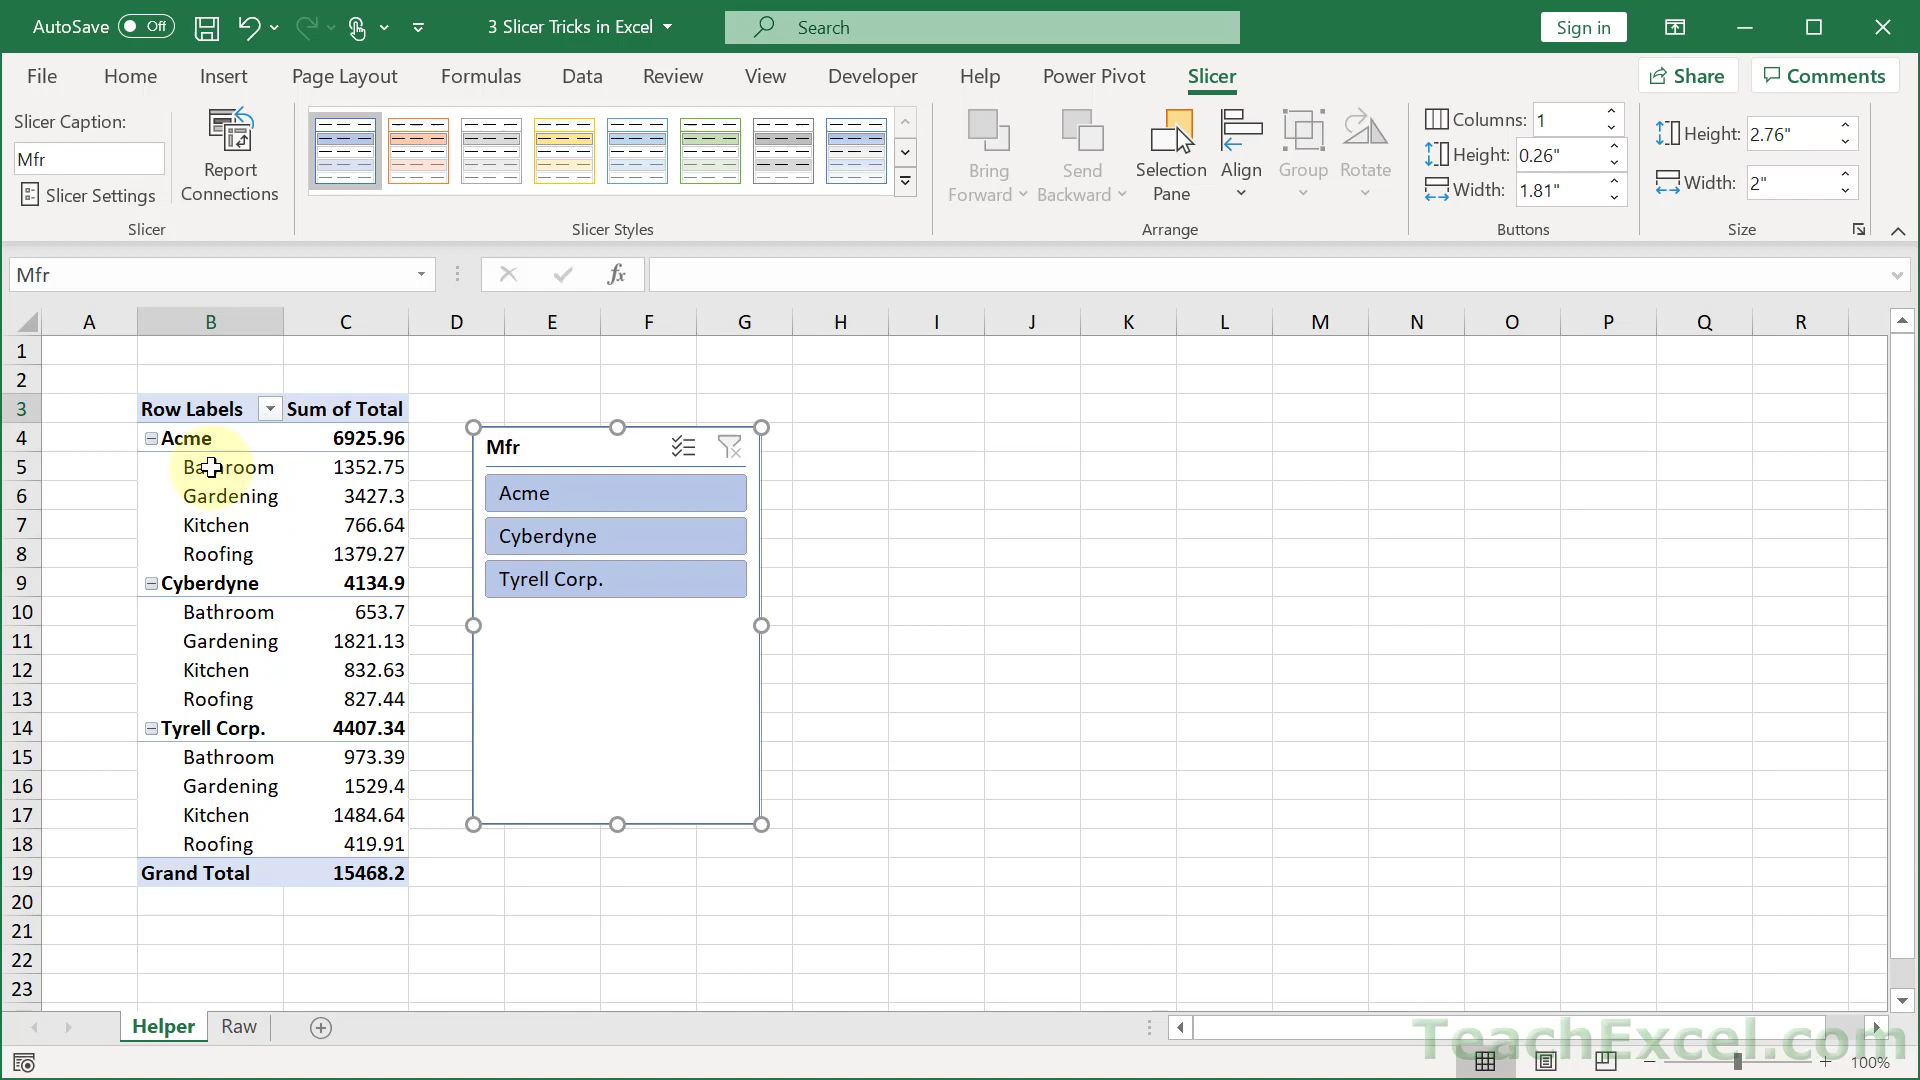 AutoSave Off 3 Slicer Tricks in Excel Search Sign in
File Home Insert Page Layout Formulas Data Review View Developer Help Power Pivot Slicer Share Comments
Slicer Caption:
Mfr
Slicer Settings
Report
Connections
Bring
Forward
Send
Backward
Selection
Pane
Align
Group
Rotate
Columns: 1
Height: 0.26"
Width: 1.81"
Height: 2.76"
Width: 2"
Slicer Slicer Styles Arrange Buttons Size
Mfr fx
A B C D E F G H I J K L M N O P Q R
1
2
3 Row Labels Sum of Total
4 Acme 6925.96
5 Bathroom 1352.75
6 Gardening 3427.3
7 Kitchen 766.64
8 Roofing 1379.27
9 Cyberdyne 4134.9
10 Bathroom 653.7
11 Gardening 1821.13
12 Kitchen 832.63
13 Roofing 827.44
14 Tyrell Corp. 4407.34
15 Bathroom 973.39
16 Gardening 1529.4
17 Kitchen 1484.64
18 Roofing 419.91
19 Grand Total 15468.2
20
21
22
23
Mfr
Acme
Cyberdyne
Tyrell Corp.
Helper Raw
TeachExcel.com
100%